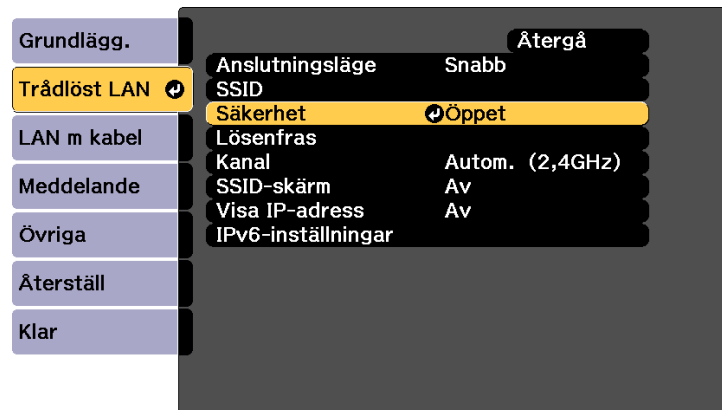 Grundlägg.
Trådlöst LAN
LAN m kabel
Meddelande
Övriga
Återställ
Klar
Återgå
Anslutningsläge Snabb
SSID
Säkerhet Öppet
Lösenfras
Kanal Autom. (2,4GHz)
SSID-skärm Av
Visa IP-adress Av
IPv6-inställningar